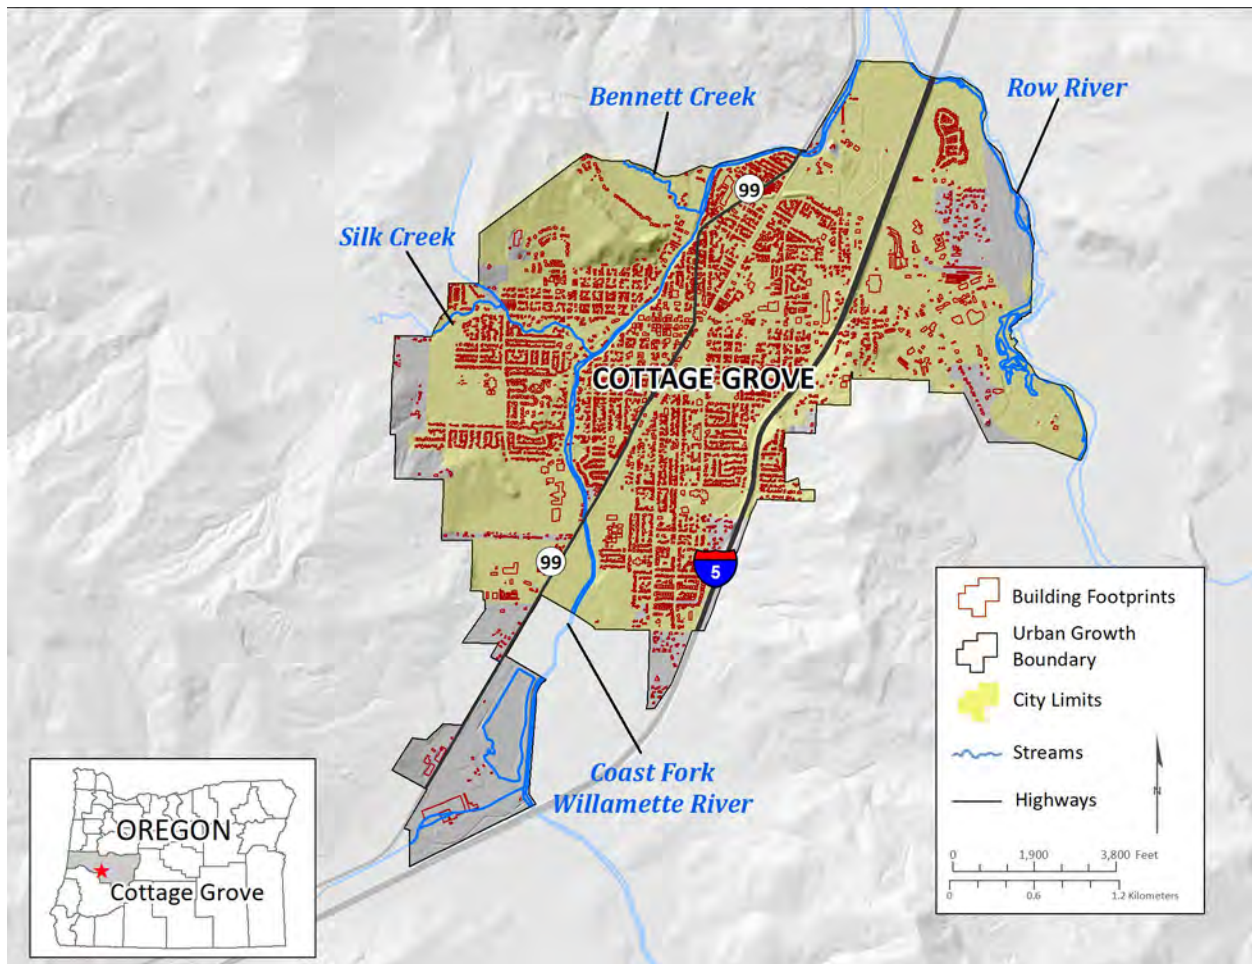 Bennett Creek
Row River
99
Silk Creek
COTTAGE GROVE
99
5
Coast Fork
Willamette River
Building Footprints
Urban Growth
Boundary
City Limits
Streams
Highways
N
0 1,900 3,800 Feet
0 0.6 1.2 Kilometers
OREGON
Cottage Grove